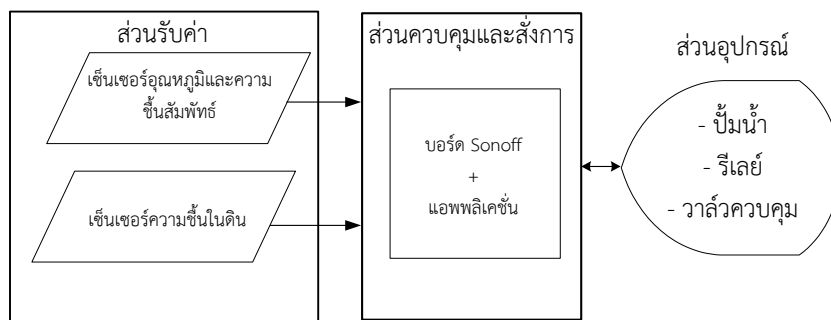 ส่วนรับค่า
เซ็นเซอร์อุณหภูมิและความ
ชื้นสัมพัทธ์
เซ็นเซอร์ความชื้นในดิน
ส่วนควบคุมและสั่งการ
บอร์ด Sonoff
+
แอพพลิเคชั่น
ส่วนอุปกรณ์
- ปั้มน้ำ
- รีเลย์
- วาล์วควบคุม